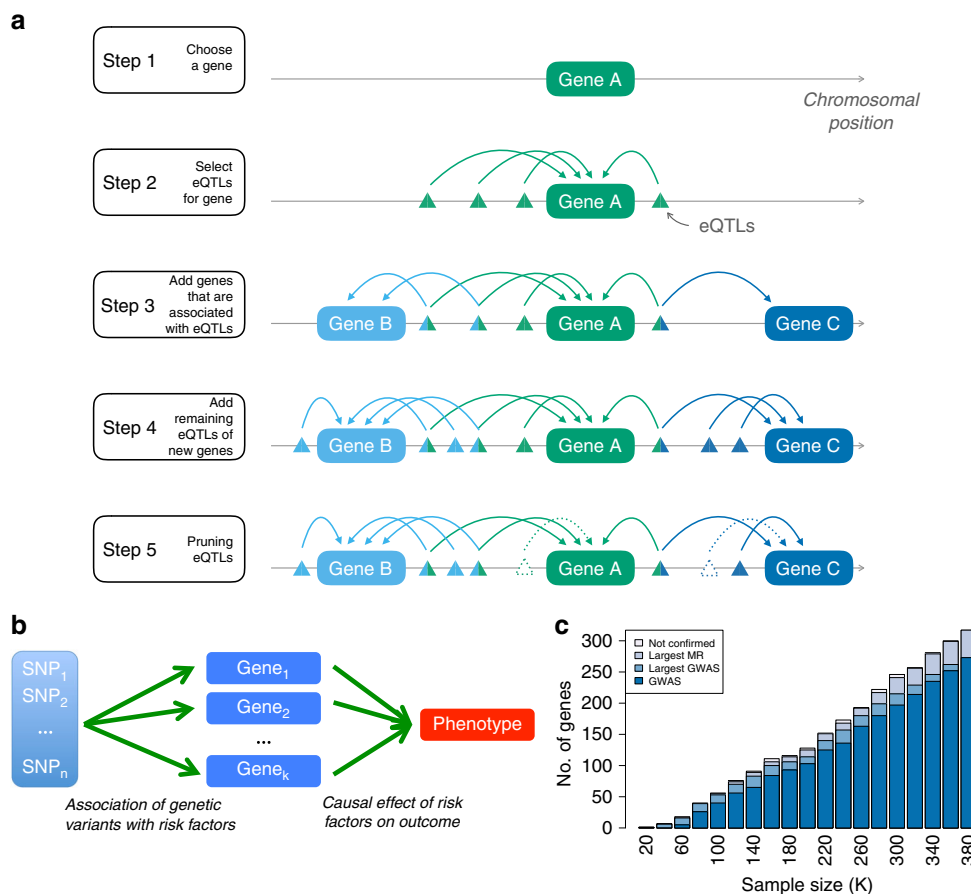 a
Step 1
Choose
a gene
Gene A
Chromosomal
position
Step 2
Select
eQTLs
for gene
Gene A
eQTLs
Step 3
Add genes
that are
associated
with eQTLs
Gene B
Gene A
Gene C
Step 4
Add
remaining
eQTLs of
new genes
Gene B
Gene A
Gene C
Step 5
Pruning
eQTLs
Gene B
Gene A
Gene C
b
SNP1
SNP2
...
SNPn
Gene1
Gene2
...
Genek
Phenotype
Association of genetic
variants with risk factors
Causal effect of risk
factors on outcome
c
Not confirmed
Largest MR
Largest GWAS
GWAS
No. of genes
300
250
200
150
100
50
0
20
60
100
140
180
220
260
300
340
380
Sample size (K)